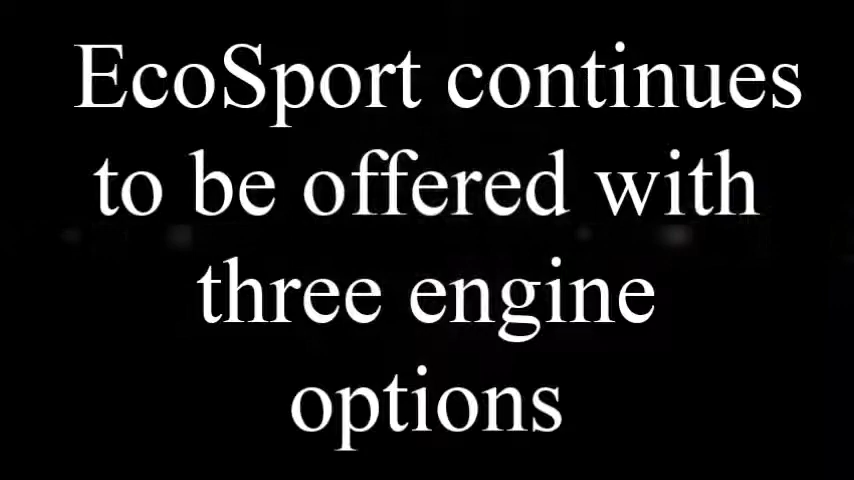 EcoSport continues
to be offered with
three engine
options